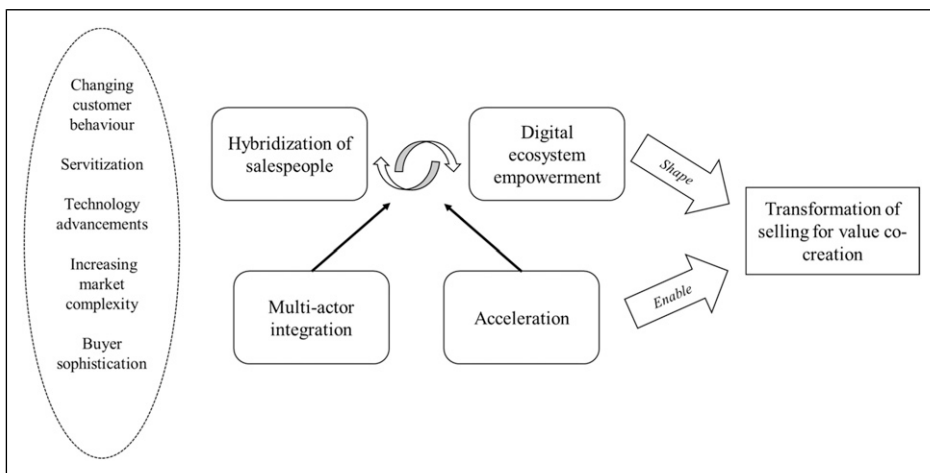 Changing
customer
behaviour
Servitization
Technology
advancements
Increasing
market
complexity
Buyer
sophistication
Hybridization of
salespeople
Digital
ecosystem
empowerment
Multi-actor
integration
Acceleration
Shape
Enable
Transformation of
selling for value co-
creation